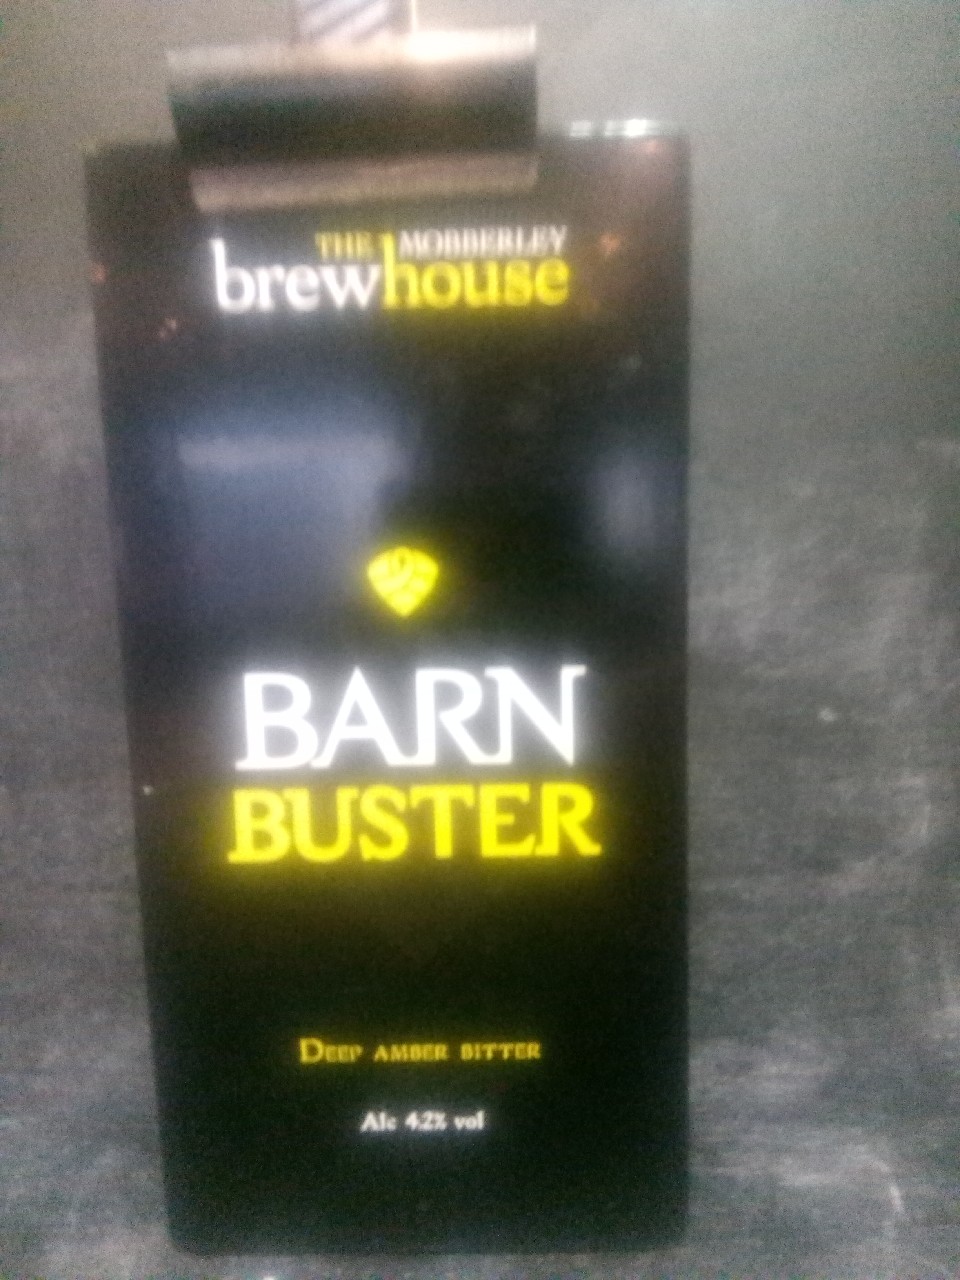 THE MOBBERLEY
brewhouse
BARN
BUSTER
DEEP AMBER BITTER
Alc 4.2% vol